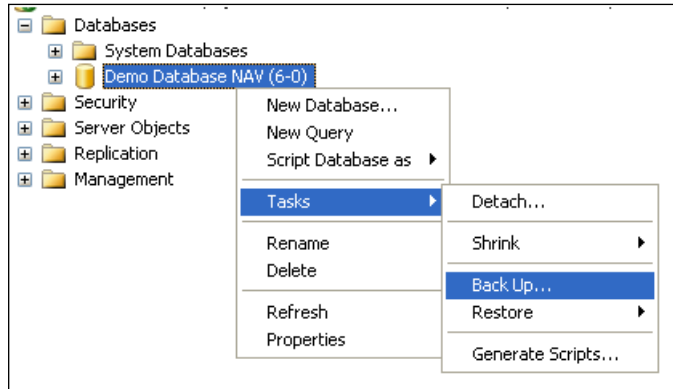 Databases
System Databases
Demo Database NAV (6-0)
Security
Server Objects
Replication
Management
New Database...
New Query
Script Database as
Tasks
Rename
Delete
Refresh
Properties
Detach...
Shrink
Back Up...
Restore
Generate Scripts...